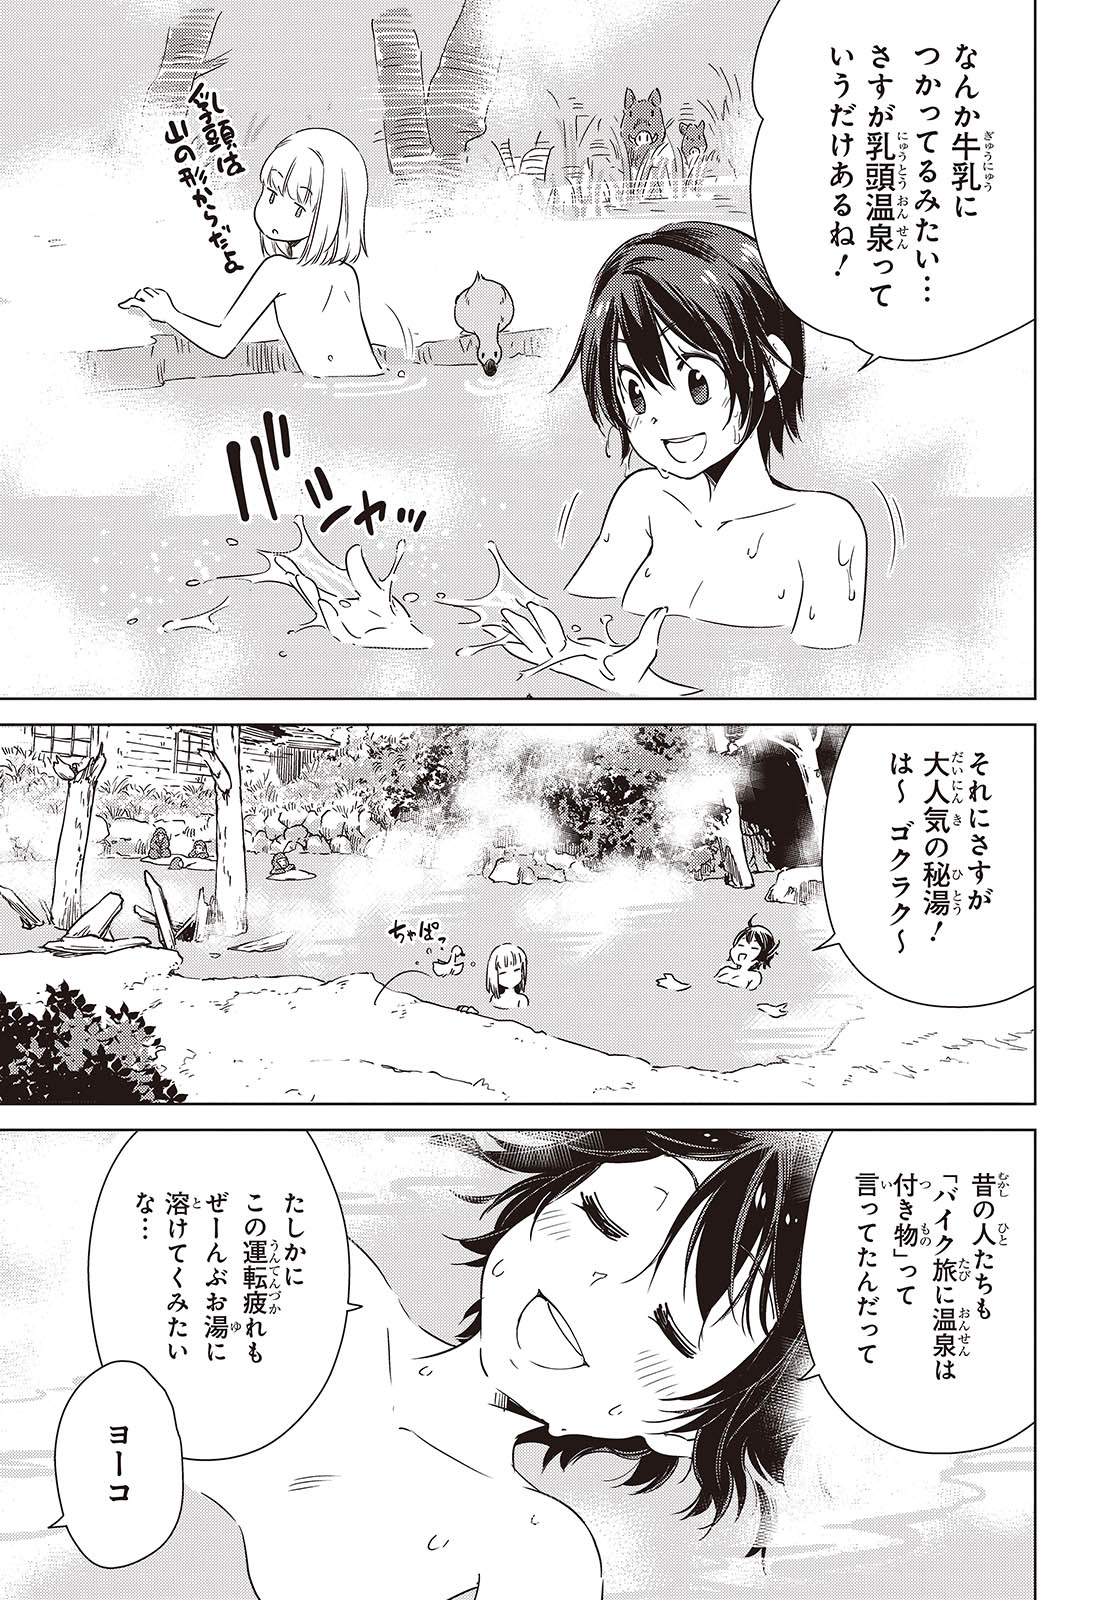 なんか牛乳に
つかってるみたい…
さすが乳頭温泉って
いうだけあるね！
乳頭は
山の形からだよ
バシャッ
それにさすが
大人気の秘湯！
は〜 ゴクラク〜
ちゃぱっ
昔の人たちも
「バイク旅に温泉は
付き物」って
言ってたんだって
たしかに
この運転疲れも
ぜーんぶお湯に
溶けてくみたい
な…
ヨーコ